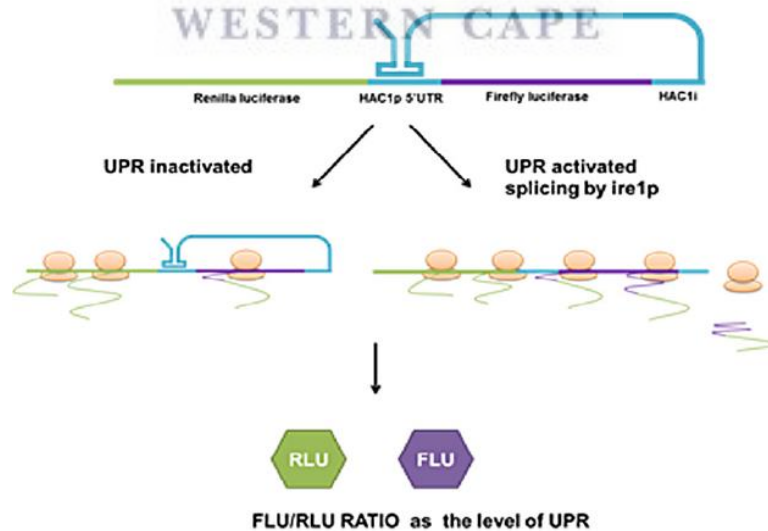 WESTERN CAPE
Renilla luciferase HAC1p 5'UTR Firefly luciferase HAC1i
UPR inactivated
UPR activated
splicing by ire1p
RLU FLU
FLU/RLU RATIO as the level of UPR